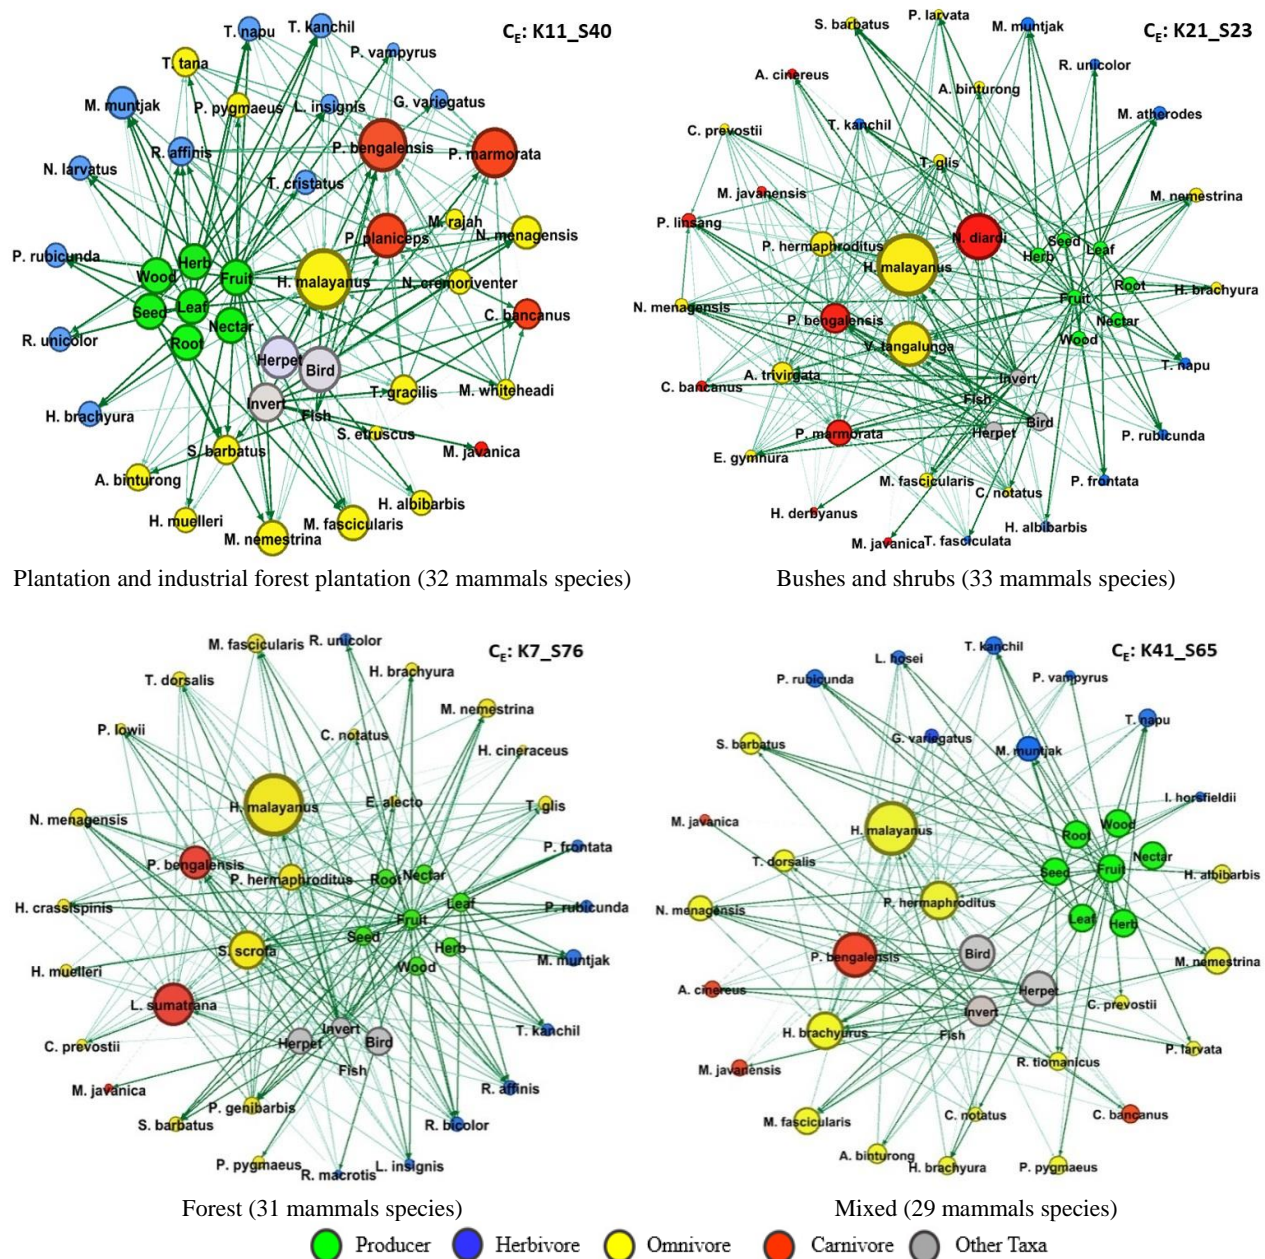 C_E: K11_S40
T. napu
T. kanchil
P. vampyrus
T. tana
M. muntjak
P. pygmaeus
L. insignis
G. variegatus
R. affinis
P. bengalensis
P. marmorata
N. larvatus
T. cristatus
M. rajah
P. planiceps
N. menagensis
P. rubicunda
Wood
Herb
Fruit
H. malayanus
N. cremoriventer
Seed
Leaf
Nectar
C. bancanus
R. unicolor
Root
Herpet
Bird
H. brachyura
Invert
Fish
T. gracilis
M. whiteheadi
S. etruscus
S. barbatus
M. javanica
A. binturong
H. albibarbis
H. muelleri
M. fascicularis
M. nemestrina
Plantation and industrial forest plantation (32 mammals species)
C_E: K21_S23
S. barbatus
P. larvata
M. muntjak
R. unicolor
A. cinereus
A. binturong
M. atherodes
C. prevostii
T. kanchil
T. glis
M. javanensis
M. nemestrina
P. linsang
P. hermaphroditus
N. diardi
Seed
Herb
Leaf
H. malayanus
Root
H. brachyura
N. menagensis
Fruit
P. bengalensis
Nectar
V. tangalunga
Wood
T. napu
A. trivirgata
Invert
C. bancanus
Fish
Bird
P. marmorata
Herpet
P. rubicunda
E. gymnura
M. fascicularis
C. notatus
P. frontata
H. derbyanus
H. albibarbis
M. javanica
T. fasciculata
Bushes and shrubs (33 mammals species)
C_E: K7_S76
M. fascicularis
R. unicolor
H. brachyura
T. dorsalis
M. nemestrina
P. lowii
C. notatus
H. cineraceus
H. malayanus
E. alecto
T. glis
N. menagensis
P. frontata
P. bengalensis
P. hermaphroditus
Root
Nectar
H. crassispinis
Leaf
P. rubicunda
Fruit
Seed
Herb
S. scrofa
M. muntjak
H. muelleri
Wood
L. sumatrana
Invert
T. kanchil
C. prevostii
Herpet
Bird
Fish
M. javanica
R. affinis
P. genibarbis
S. barbatus
R. bicolor
P. pygmaeus
R. macrotis
L. insignis
Forest (31 mammals species)
C_E: K41_S65
T. kanchil
L. hosei
P. rubicunda
P. vampyrus
T. napu
G. variegatus
S. barbatus
M. muntjak
I. horsfieldii
M. javanica
H. malayanus
Root
Wood
Nectar
T. dorsalis
Seed
Fruit
H. albibarbis
P. hermaphroditus
N. menagensis
Leaf
Herb
Bird
P. bengalensis
M. nemestrina
A. cinereus
Herpet
C. prevostii
Invert
H. brachyurus
Fish
R. tiomanicus
P. larvata
M. javanensis
C. notatus
C. bancanus
M. fascicularis
A. binturong
H. brachyura
P. pygmaeus
Mixed (29 mammals species)
Producer
Herbivore
Omnivore
Carnivore
Other Taxa